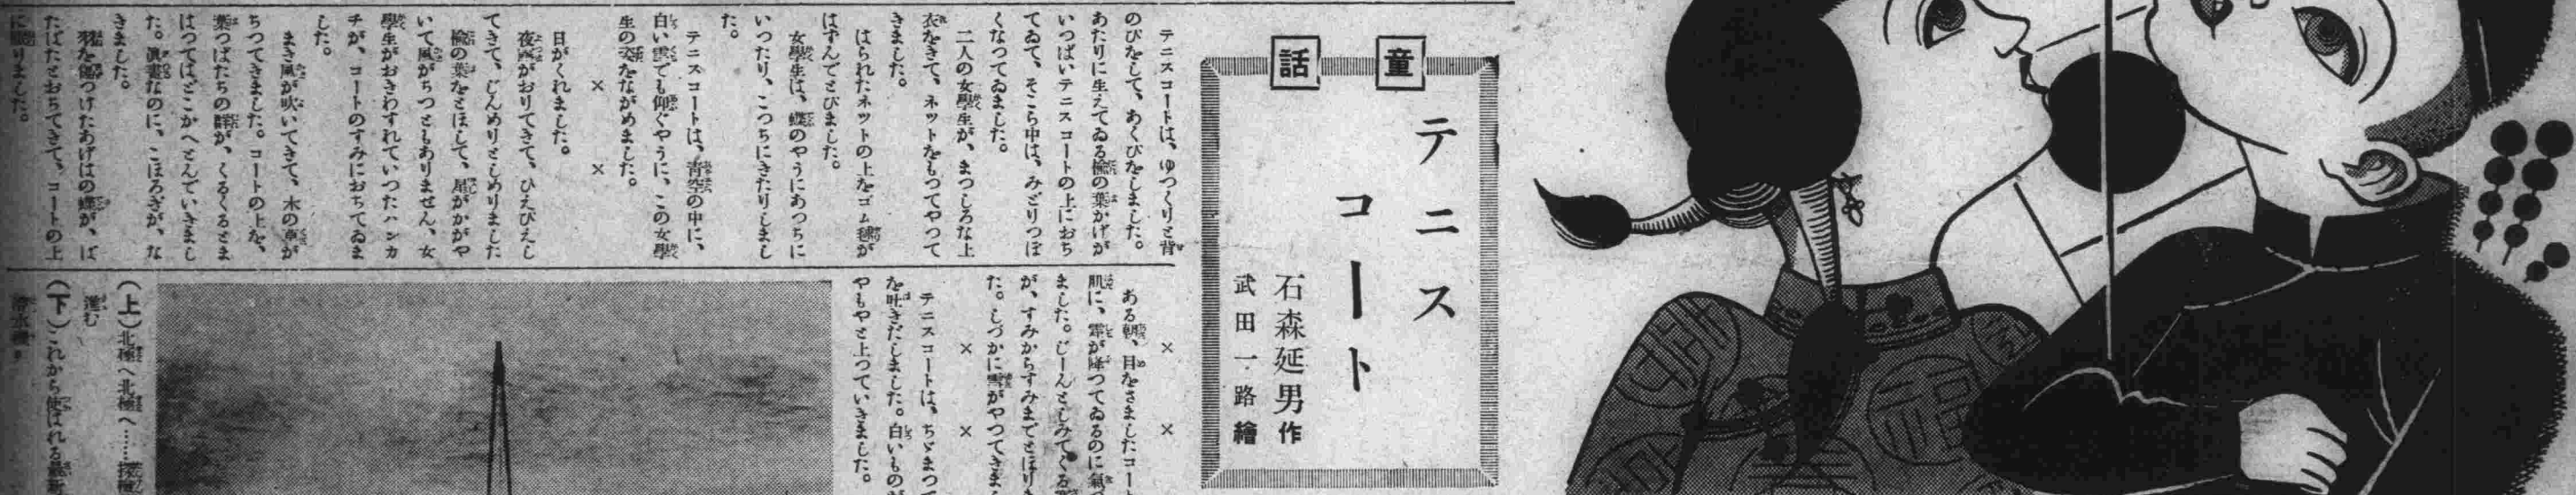 童話
テニス
コート
石森延男作
武田一路繪
テニスコートは、ゆつくりと背
のびをして、あくびをしました。
あたりに生えてゐる楡の葉かげが
いつぱいテニスコートの上におち
てゐて、そこら中は、みどりつぽ
くなつてゐました。
二人の女學生が、まつしろな上
衣をきて、ネットをもつてやつて
きました。
はられたネツトの上をゴム毬が
はずんでとびました。
女學生は、蝶のやうにあつちに
いつたり、こつちにきたりしまし
た。
テニスコートは、青空の中に、
白い雲でも仰ぐやうに、この女學
生の姿をながめました。
× ×
日がくれました。
夜露がおりてきて、ひえびえし
てきて、じんめりとしめりました
楡の葉をとほして、星がかがや
いて風がちつともありません、女
學生がおきわすれていつたハンカ
チが、コートのすみにおちてゐま
した。
まき風が吹いてきて、木の葉が
ちつてきました。コートの上を、
葉つぱたちの群が、くるくるとま
はつてはどこかへとんでいきまし
た。眞晝なのに、こほろぎが、な
きました。
羽を傷つけたあげはの蝶が、ば
たばたとおちてきて、コートの上
に眠りました。
× ×
ある朝、目をさましたコート
肌に、霜が降つてゐるのに氣づ
ました。じーんとしみてくる
が、すみからすみまでとほりま
た。しづかに雪がやつてきまし
× ×
テニスコートは、ちゞまつて
を吐きだしました。白いものが
やもやと上つていきました。
(上)北極へ北極へ……
進む
(下)これから使はれる最新